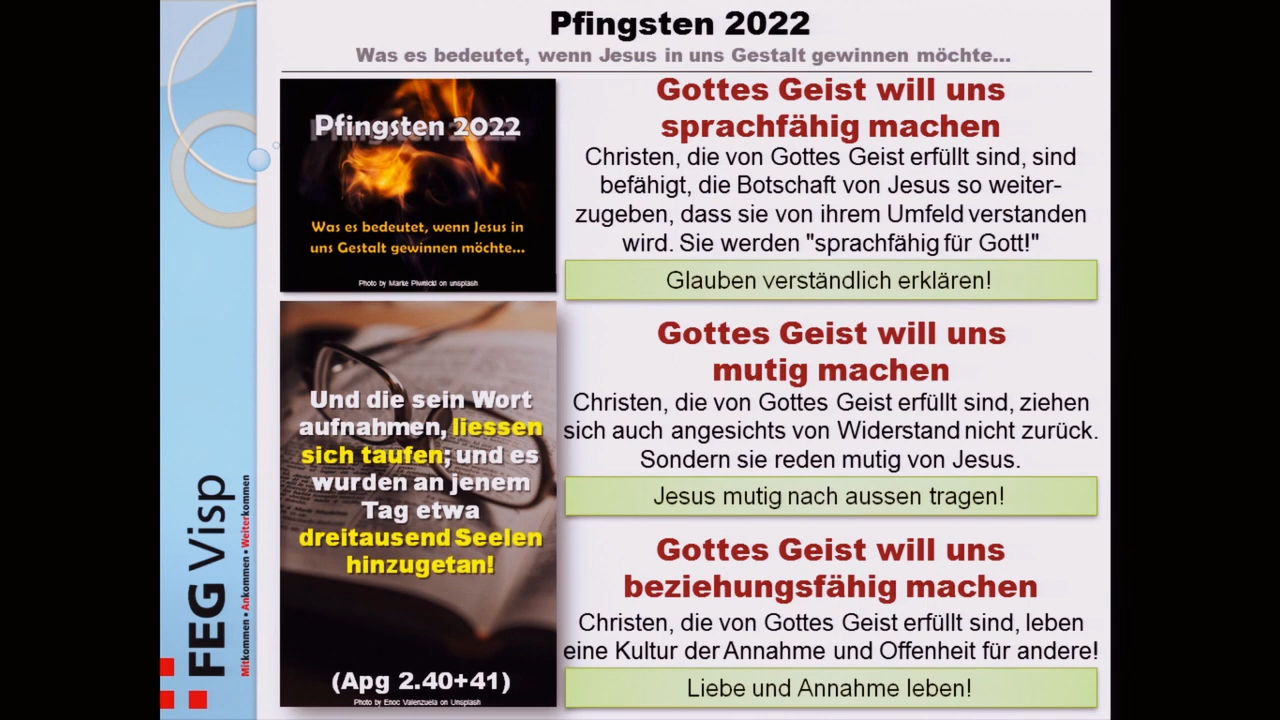 Pfingsten 2022
Was es bedeutet, wenn Jesus in uns Gestalt gewinnen möchte...
Pfingsten 2022
Was es bedeutet, wenn Jesus in
uns Gestalt gewinnen möchte...
Photo by Marike Piwnicki on unsplash
Und die sein Wort
aufnahmen, liessen
sich taufen; und es
wurden an jenem
Tag etwa
dreitausend Seelen
hinzugetan!
(Apg 2.40+41)
Photo by Enoc Valenzuela on Unsplash
Gottes Geist will uns
sprachfähig machen
Christen, die von Gottes Geist erfüllt sind, sind
befähigt, die Botschaft von Jesus so weiter-
zugeben, dass sie von ihrem Umfeld verstanden
wird. Sie werden "sprachfähig für Gott!"
Glauben verständlich erklären!
Gottes Geist will uns
mutig machen
Christen, die von Gottes Geist erfüllt sind, ziehen
sich auch angesichts von Widerstand nicht zurück.
Sondern sie reden mutig von Jesus.
Jesus mutig nach aussen tragen!
Gottes Geist will uns
beziehungsfähig machen
Christen, die von Gottes Geist erfüllt sind, leben
eine Kultur der Annahme und Offenheit für andere!
Liebe und Annahme leben!
FEG Visp
Mitkommen • Ankommen • Weiterkommen